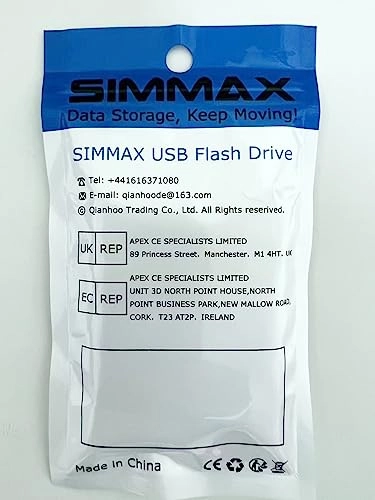 SIMMAX
Data Storage, Keep Moving!
SIMMAX USB Flash Drive
Tel: +441616371080
E-mail: qianhoode@163.com
© Qianhoo Trading Co., Ltd. All Rights reserved.
UK REP
APEX CE SPECIALISTS LIMITED
89 Princess Street. Manchester. M1 4HT. UK
EC REP
APEX CE SPECIALISTS LIMITED
UNIT 3D NORTH POINT HOUSE,NORTH
POINT BUSINESS PARK,NEW MALLOW ROAD,
CORK. T23 AT2P. IRELAND
Made in China
CE